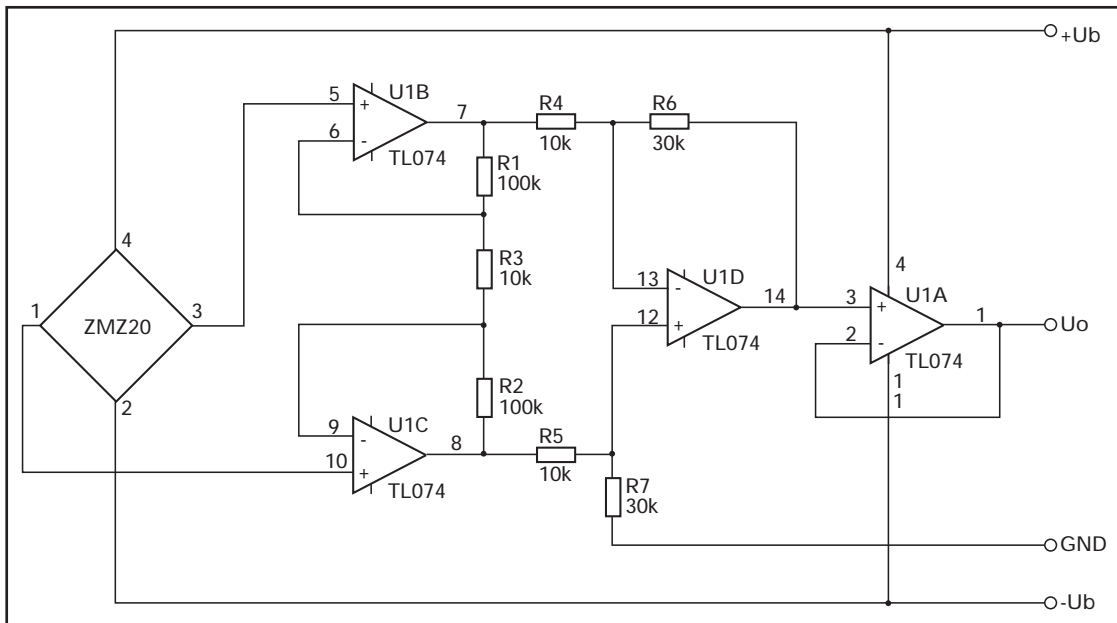 +Ub
U1B
5
+
7
R4
R6
6
-
10k
30k
TL074
R1
100k
4
R3
10k
13
-
U1D
4
1
3
14
3
+
U1A
1
Uo
ZMZ20
12
+
2
-
TL074
TL074
1
1
R2
100k
2
U1C
9
-
8
R5
10
+
10k
TL074
R7
30k
GND
-Ub